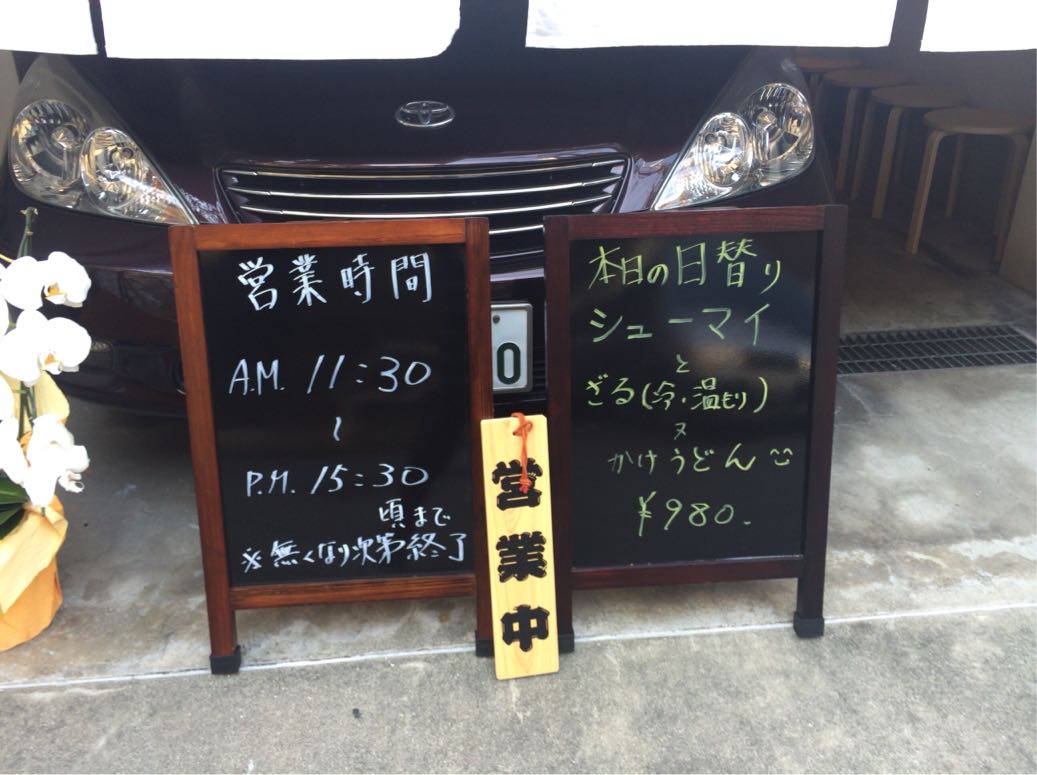 営業時間
A.M. 11:30
〜
P.M. 15:30
頃まで
※無くなり次第終了
営業中
本日の日替り
シューマイ
と
ざる(冷・温もり)
又
かけうどん
¥980.
0